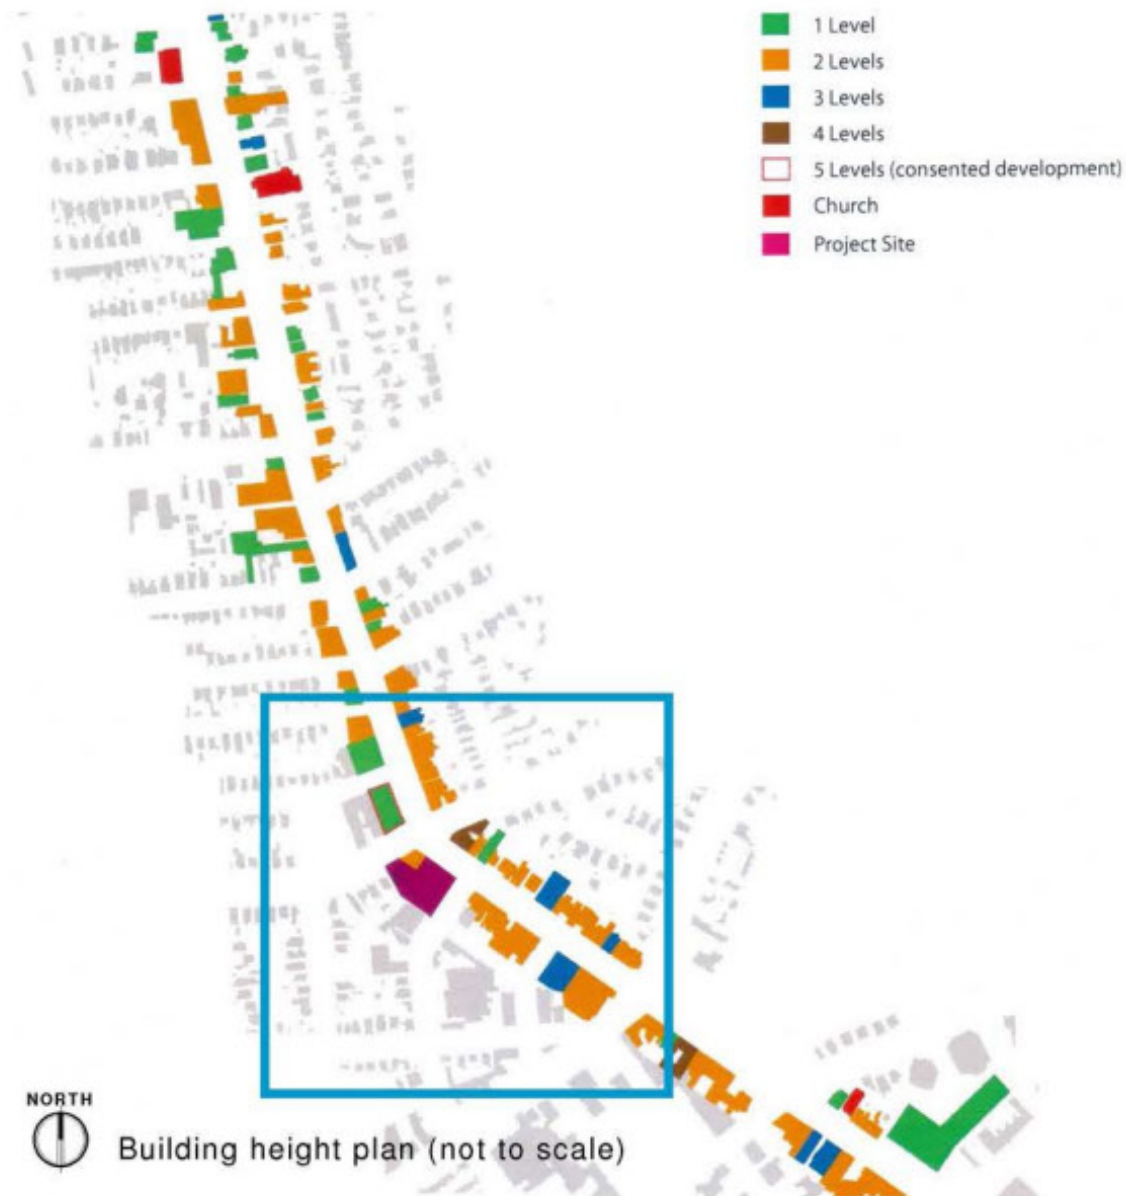 1 Level
2 Levels
3 Levels
4 Levels
5 Levels (consented development)
Church
Project Site
NORTH
Building height plan (not to scale)